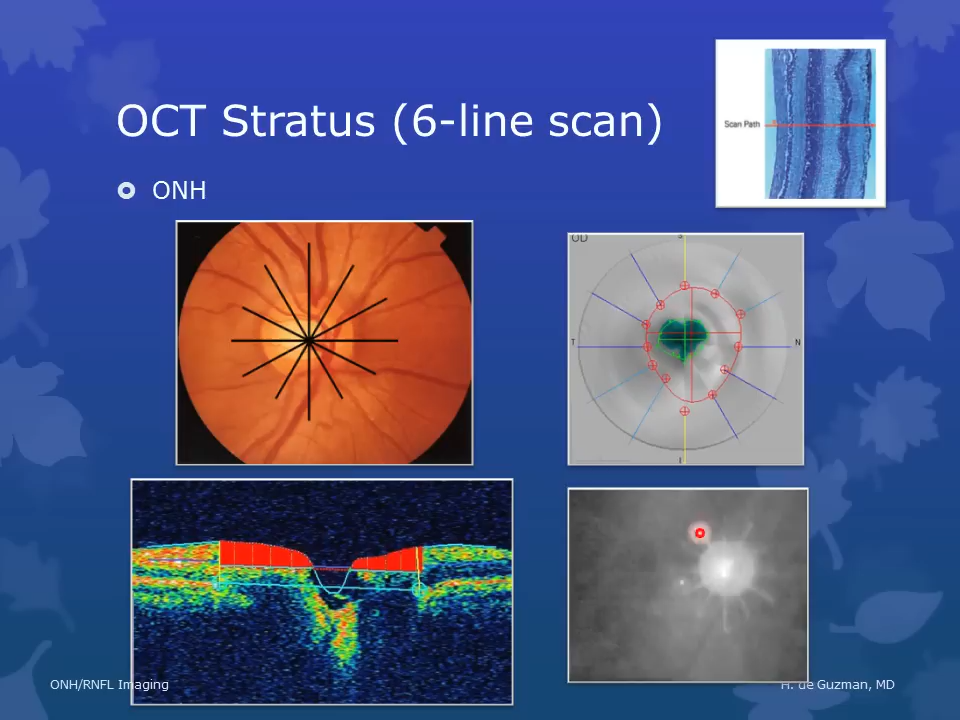 Scan Path
OCT Stratus (6-line scan)
ONH
OD
T
N
I
ONH/RNFL Imaging
H. de Guzman, MD